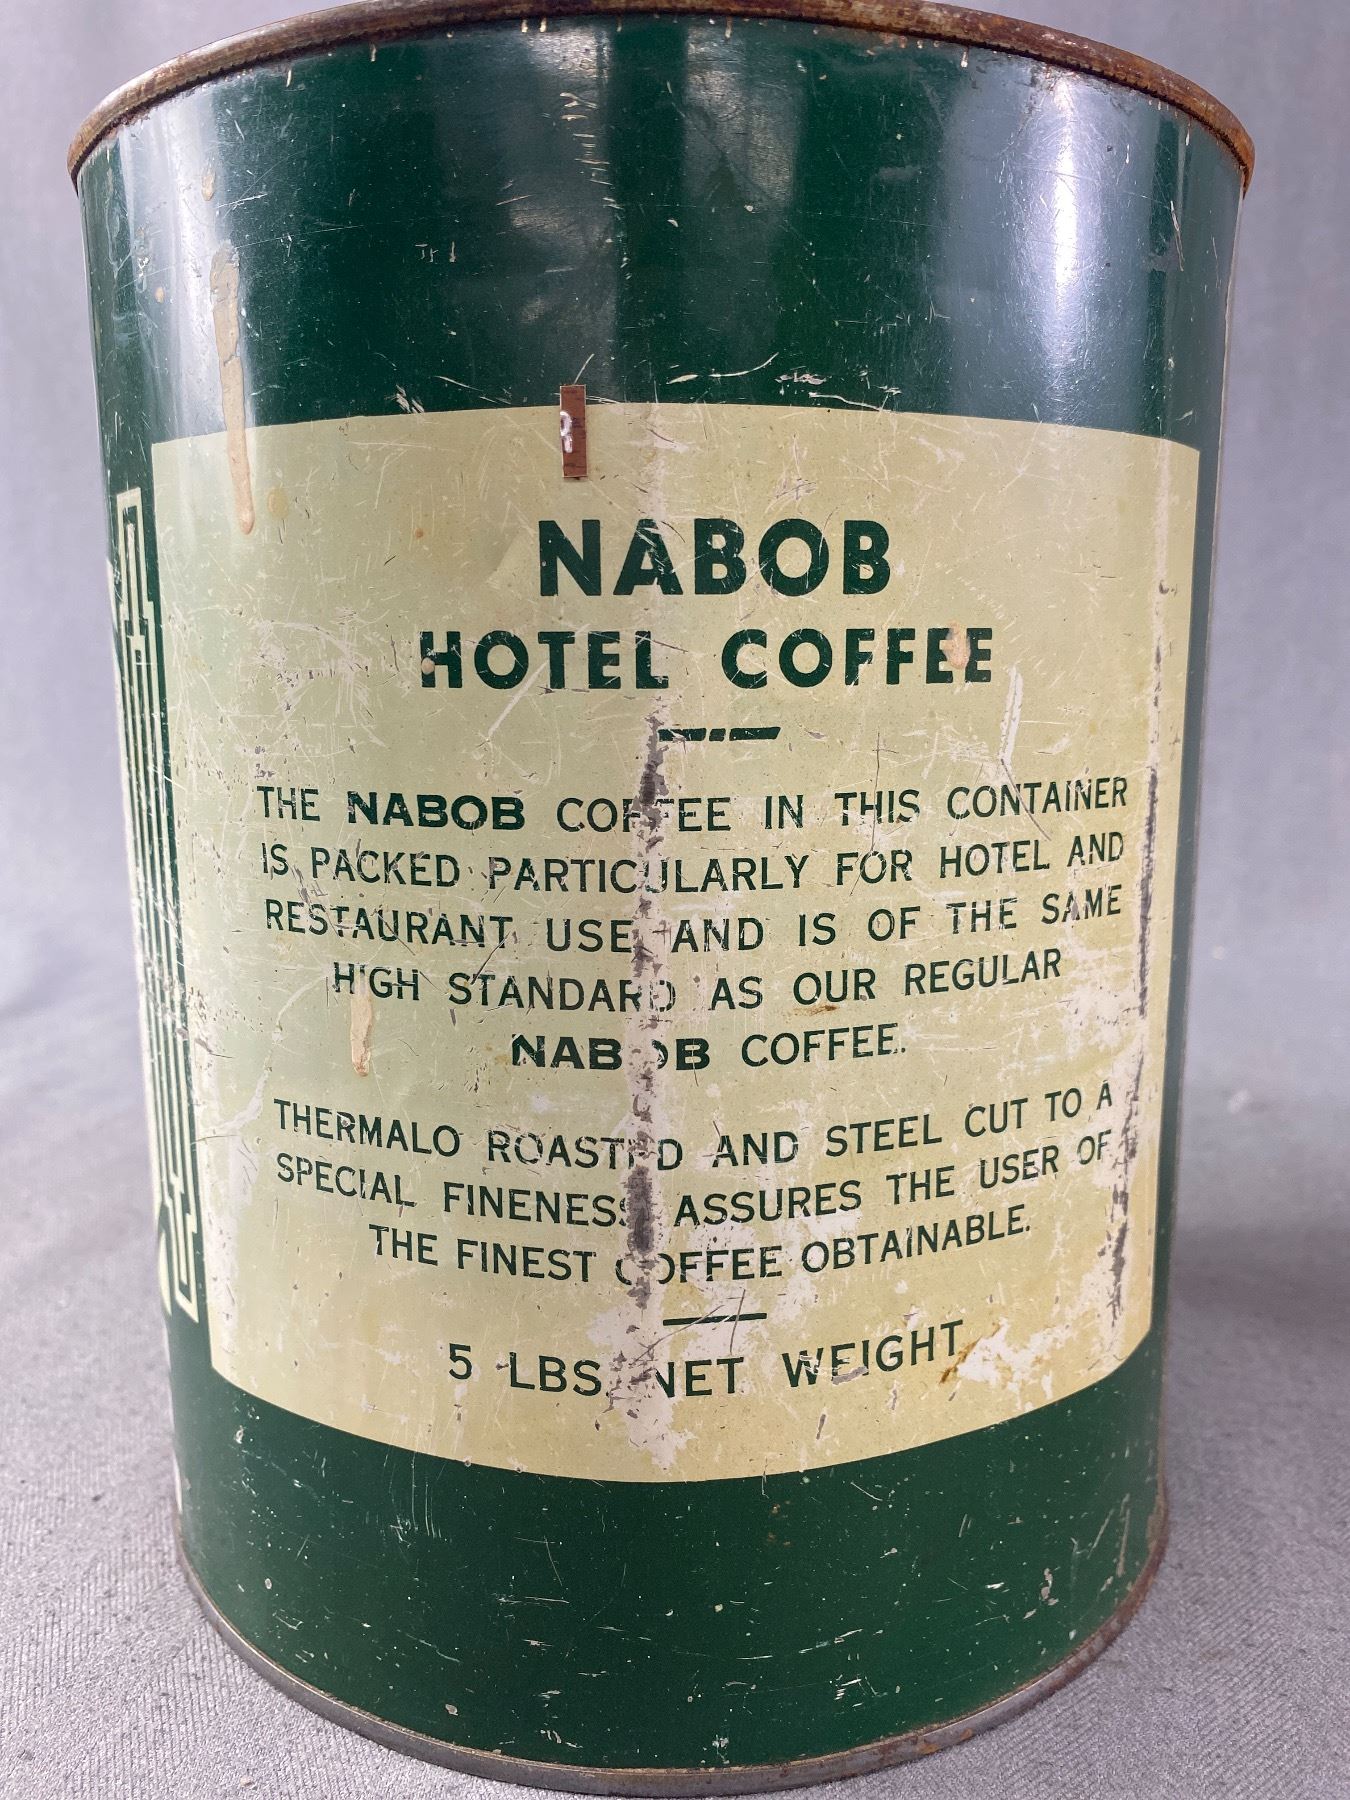 NABOB
HOTEL COFFEE
THE NABOB COFFEE IN THIS CONTAINER
IS PACKED PARTICULARLY FOR HOTEL AND
RESTAURANT USE AND IS OF THE SAME
HIGH STANDARD AS OUR REGULAR
NABOB COFFEE.
THERMALO ROASTED AND STEEL CUT TO A
SPECIAL FINENESS ASSURES THE USER OF
THE FINEST COFFEE OBTAINABLE.
5 LBS. NET WEIGHT